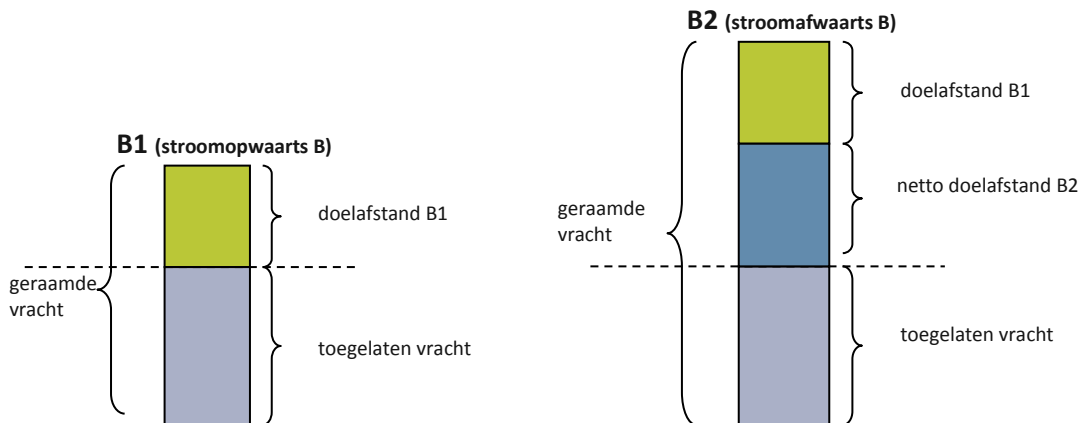 B1 (stroomopwaarts B)
doelafstand B1
geraamde
vracht
toegelaten vracht
B2 (stroomafwaarts B)
doelafstand B1
netto doelafstand B2
geraamde
vracht
toegelaten vracht